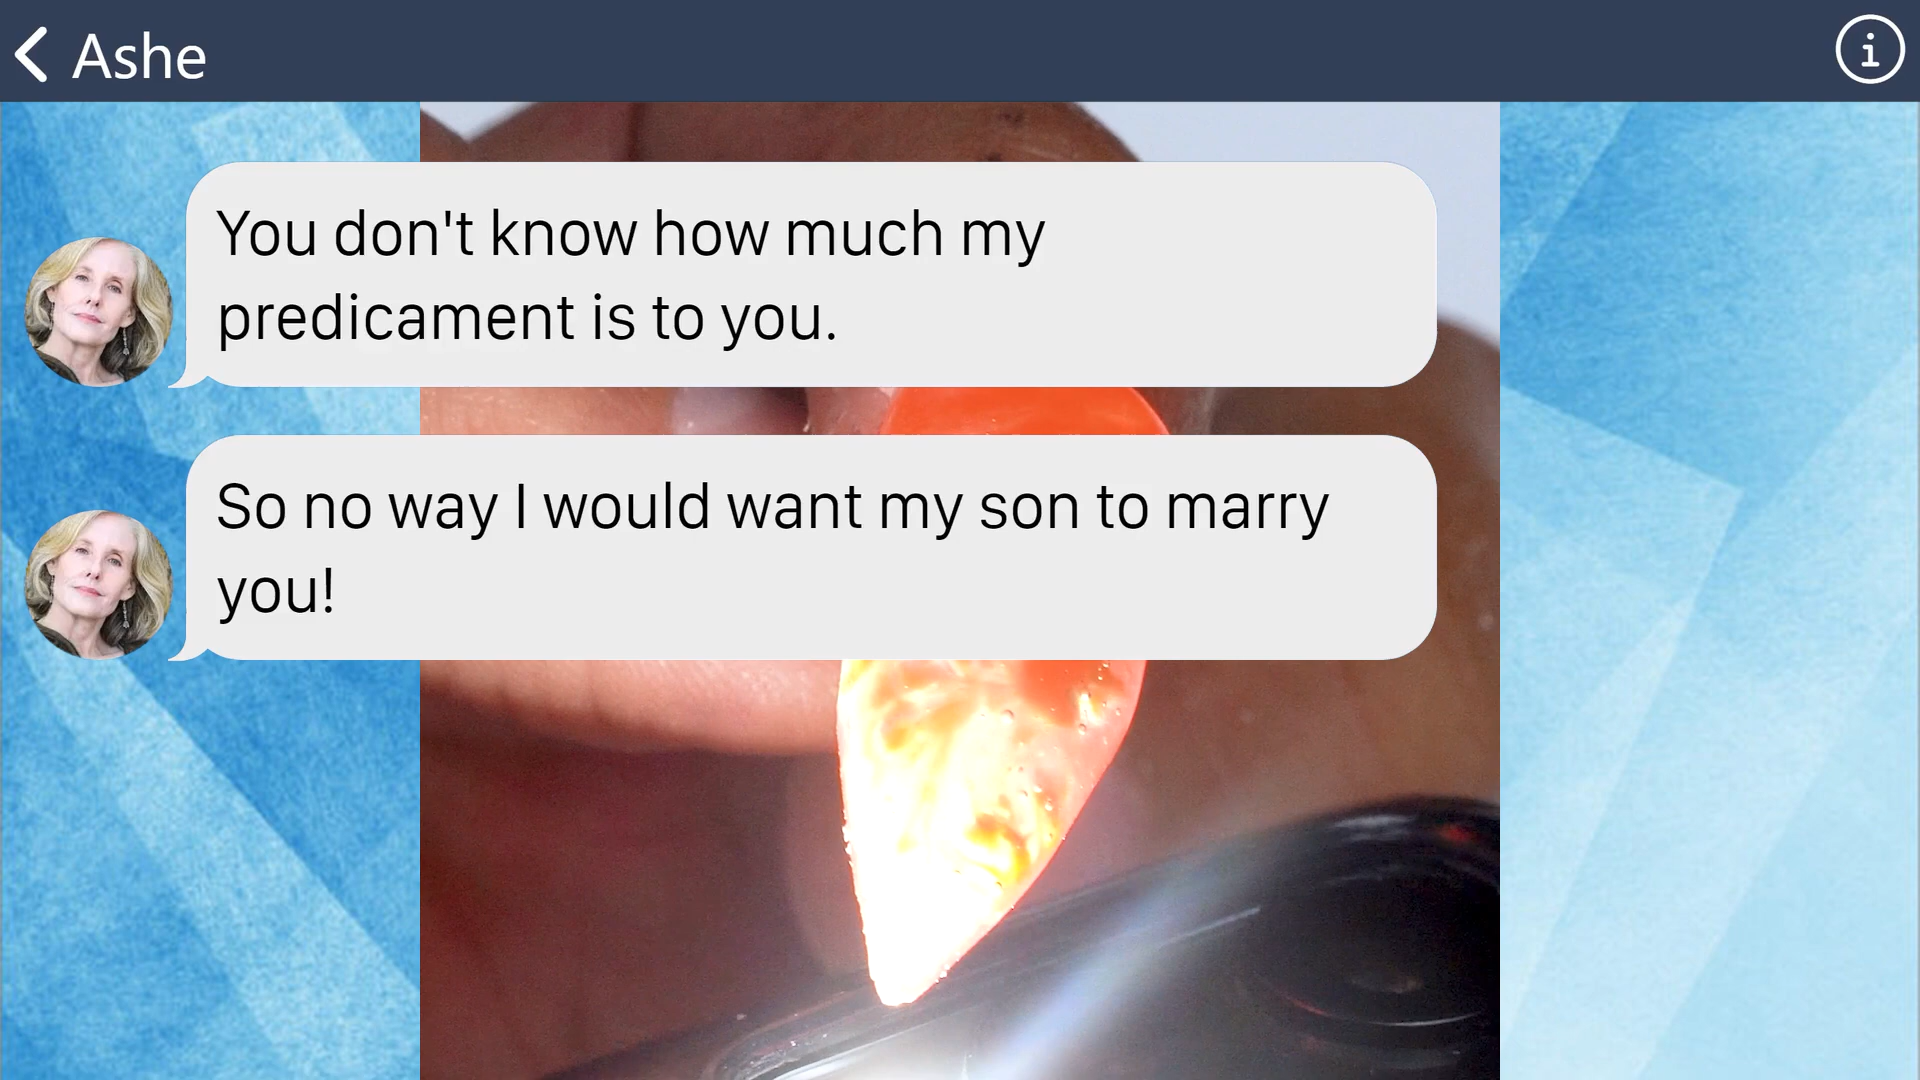 Ashe
You don't know how much my
predicament is to you.
So no way I would want my son to marry
you!